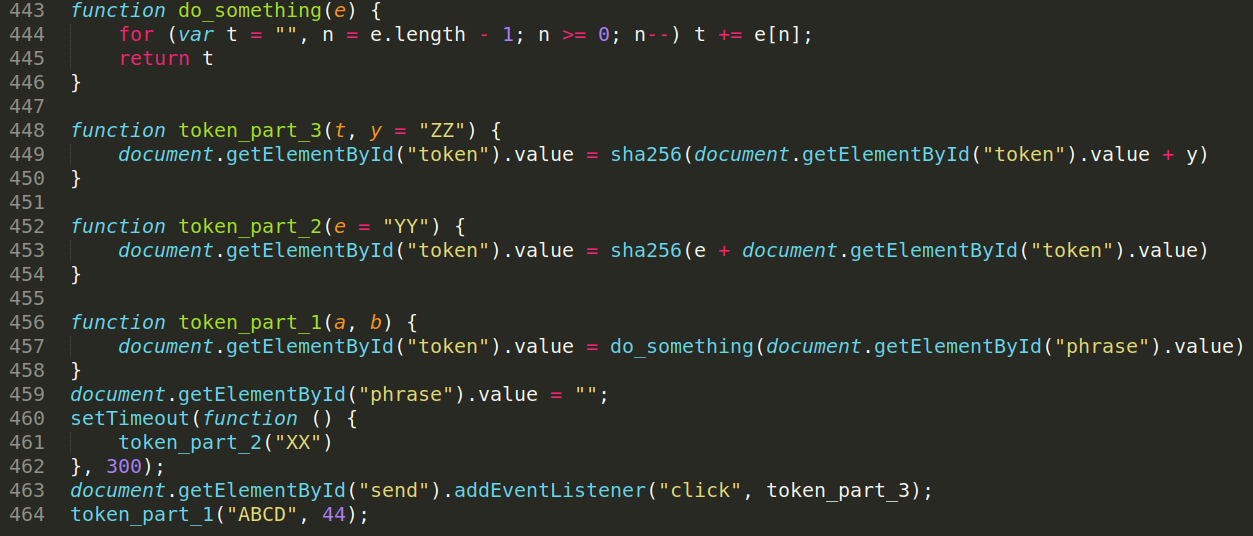 443 function do_something(e) {
444     for (var t = "", n = e.length - 1; n >= 0; n--) t += e[n];
445     return t
446 }
447
448 function token_part_3(t, y = "ZZ") {
449     document.getElementById("token").value = sha256(document.getElementById("token").value + y)
450 }
451
452 function token_part_2(e = "YY") {
453     document.getElementById("token").value = sha256(e + document.getElementById("token").value)
454 }
455
456 function token_part_1(a, b) {
457     document.getElementById("token").value = do_something(document.getElementById("phrase").value)
458 }
459 document.getElementById("phrase").value = "";
460 setTimeout(function () {
461     token_part_2("XX")
462 }, 300);
463 document.getElementById("send").addEventListener("click", token_part_3);
464 token_part_1("ABCD", 44);